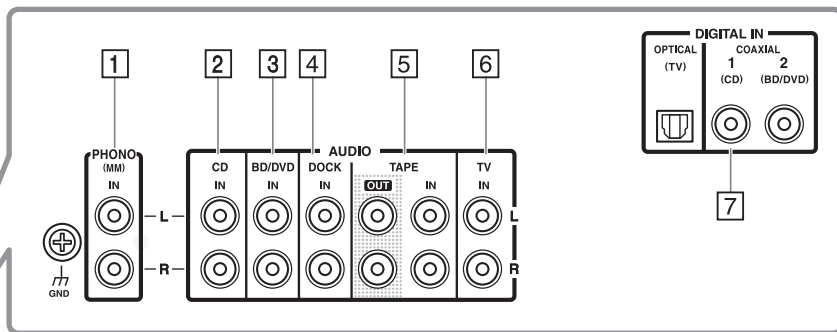 DIGITAL IN
OPTICAL COAXIAL
(TV) 1 2
(CD) (BD/DVD)
1 2 3 4 5 6
7
AUDIO
PHONO CD BD/DVD DOCK TAPE TV
(MM)
IN IN IN IN OUT IN IN
L L
R R
GND